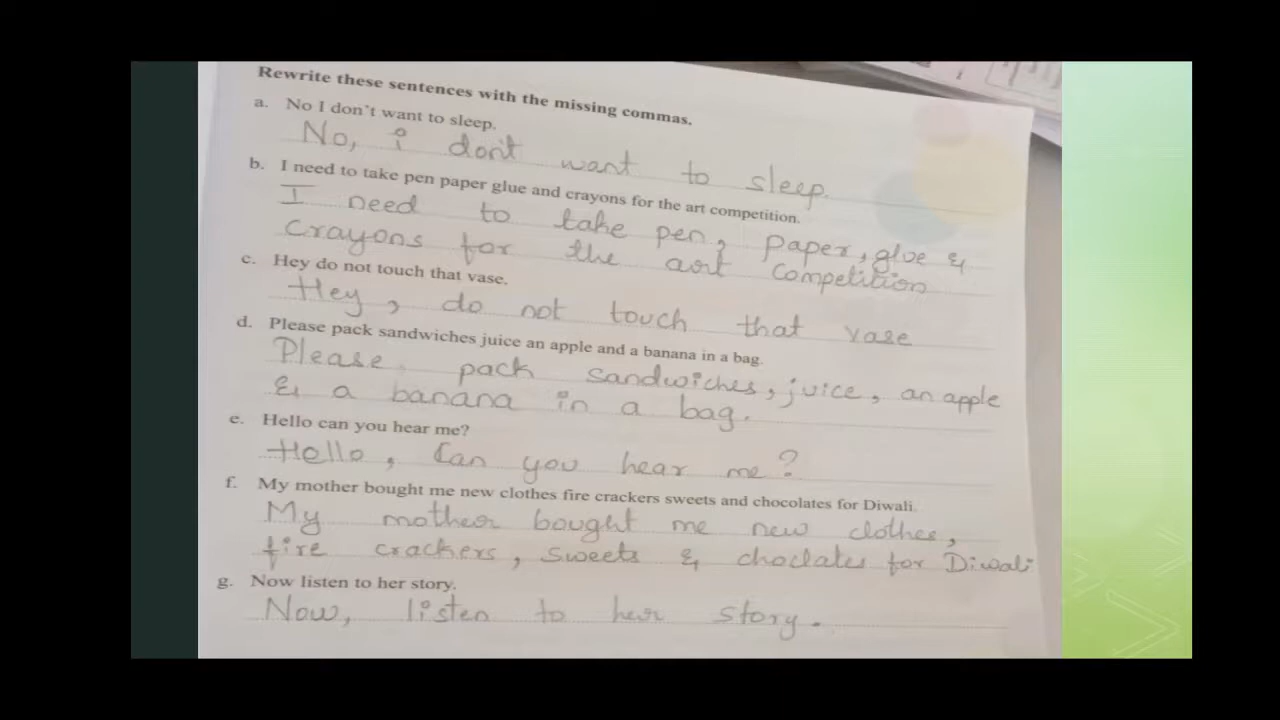 Rewrite these sentences with the missing commas.
a. No I don't want to sleep.
No, i don't want to sleep.
b. I need to take pen paper glue and crayons for the art competition.
I need to take pen, paper, glue &
crayons for the art competition
c. Hey do not touch that vase.
Hey, do not touch that vase
d. Please pack sandwiches juice an apple and a banana in a bag.
Please pack sandwiches, juice, an apple
& a banana in a bag.
e. Hello can you hear me?
Hello, Can you hear me?
f. My mother bought me new clothes fire crackers sweets and chocolates for Diwali.
My mother bought me new clothes,
fire crackers, sweets & choclates for Diwali
g. Now listen to her story.
Now, listen to her story.